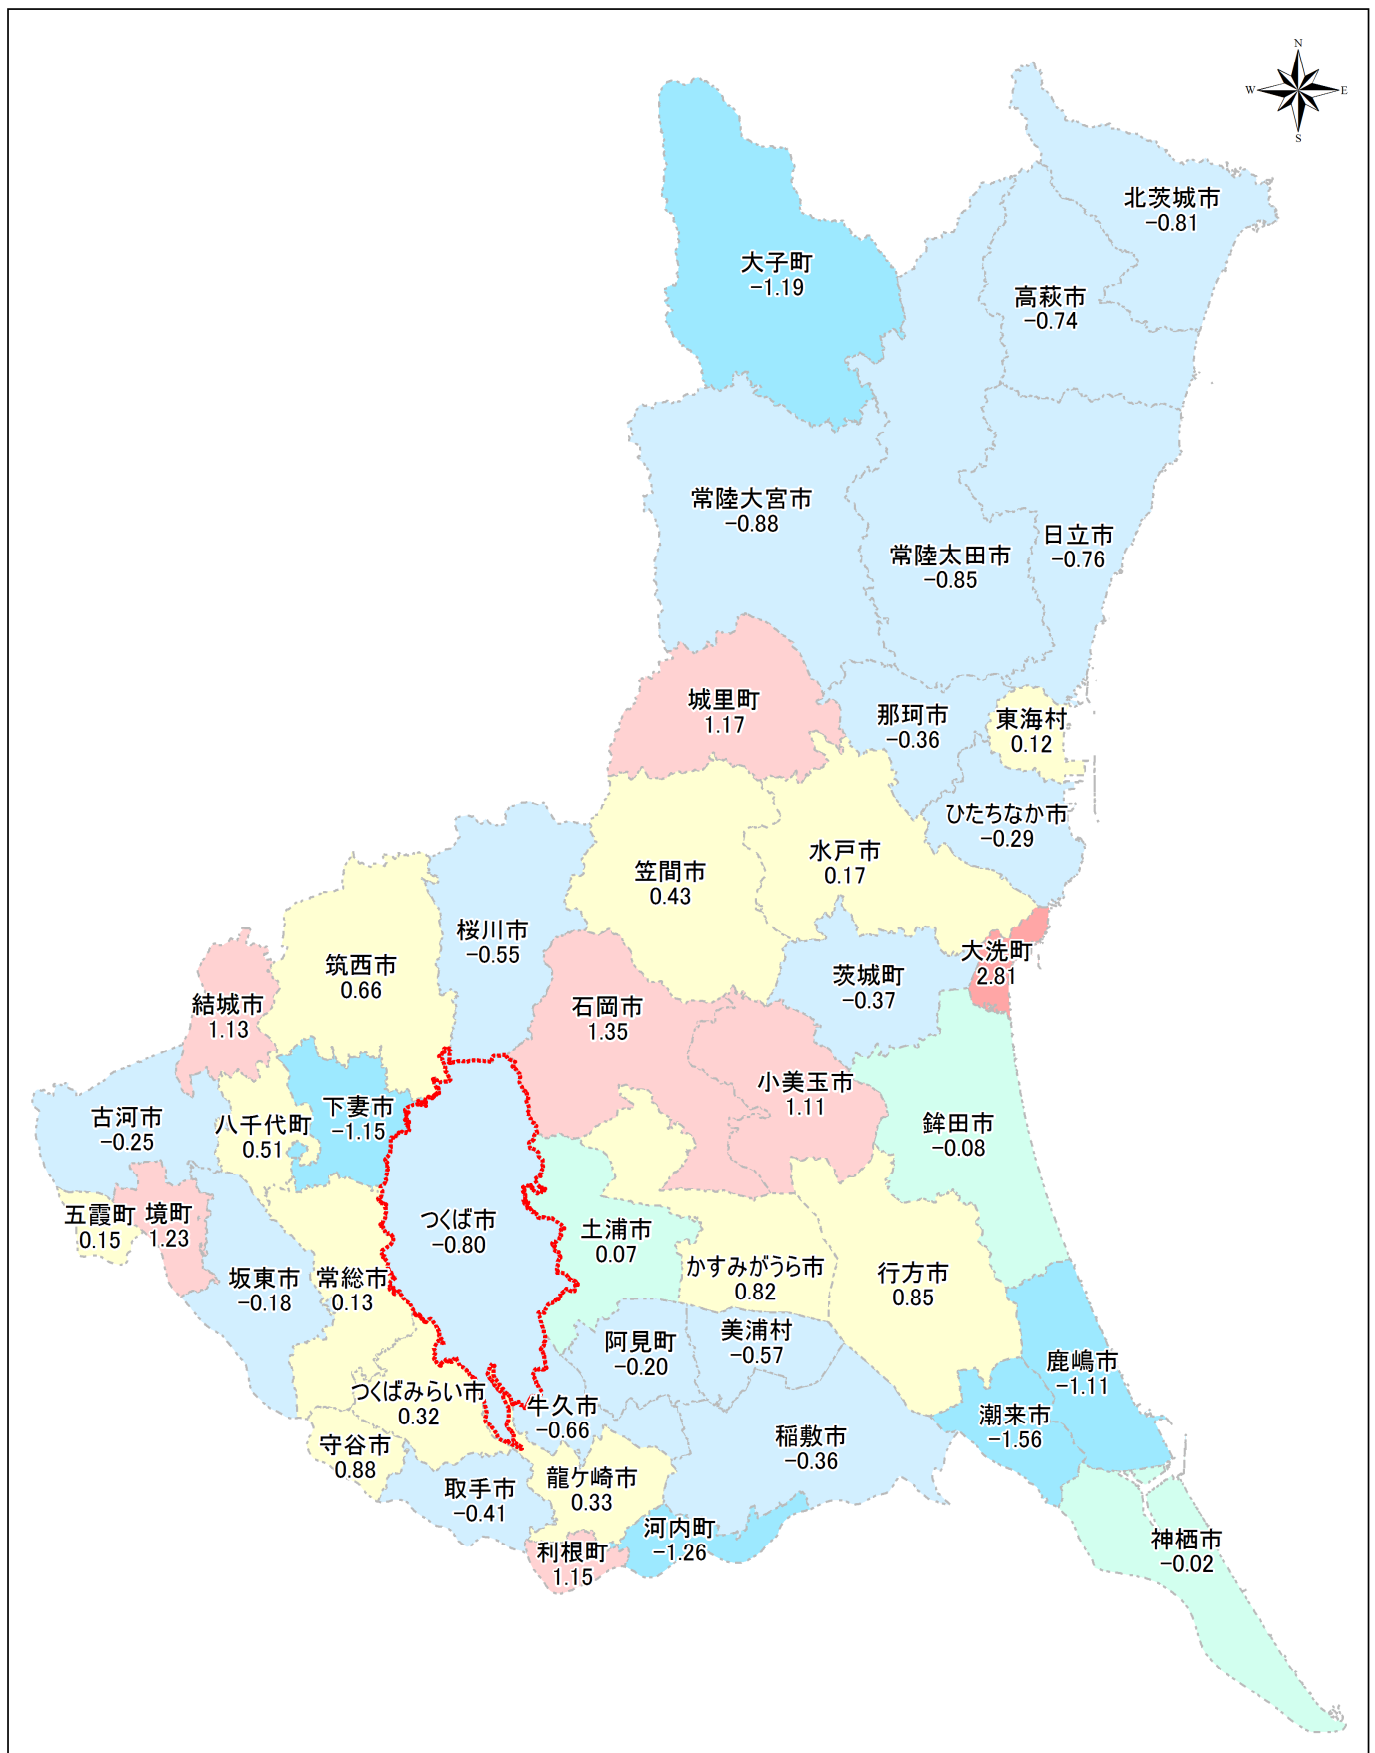 N
W
E
S
北茨城市
-0.81
大子町
-1.19
高萩市
-0.74
常陸大宮市
-0.88
日立市
-0.76
常陸太田市
-0.85
城里町
1.17
那珂市
-0.36
東海村
0.12
ひたちなか市
-0.29
水戸市
0.17
笠間市
0.43
桜川市
-0.55
大洗町
2.81
筑西市
0.66
茨城町
-0.37
結城市
1.13
石岡市
1.35
小美玉市
1.11
古河市
-0.25
八千代町
0.51
下妻市
-1.15
鉾田市
-0.08
五霞町
0.15
境町
1.23
つくば市
-0.80
土浦市
0.07
かすみがうら市
0.82
行方市
0.85
坂東市
-0.18
常総市
0.13
阿見町
-0.20
美浦村
-0.57
鹿嶋市
-1.11
つくばみらい市
0.32
牛久市
-0.66
潮来市
-1.56
稲敷市
-0.36
守谷市
0.88
取手市
-0.41
龍ケ崎市
0.33
河内町
-1.26
利根町
1.15
神栖市
-0.02